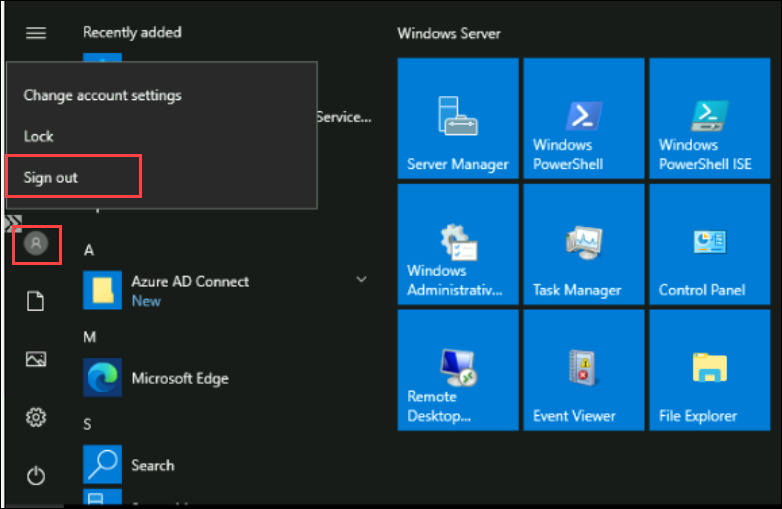 Recently added
Windows Server
Change account settings
Service...
Lock
Sign out
A
Azure AD Connect
New
M
Microsoft Edge
S
Search
Server Manager
Windows
PowerShell
Windows
PowerShell ISE
Windows
Administrativ...
Task Manager
Control Panel
Remote
Desktop...
Event Viewer
File Explorer